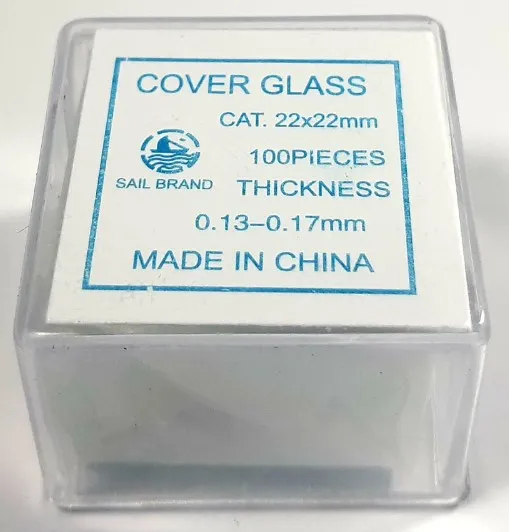 COVER GLASS
CAT. 22x22mm
100PIECES
SAIL BRAND
THICKNESS
0.13-0.17mm
MADE IN CHINA